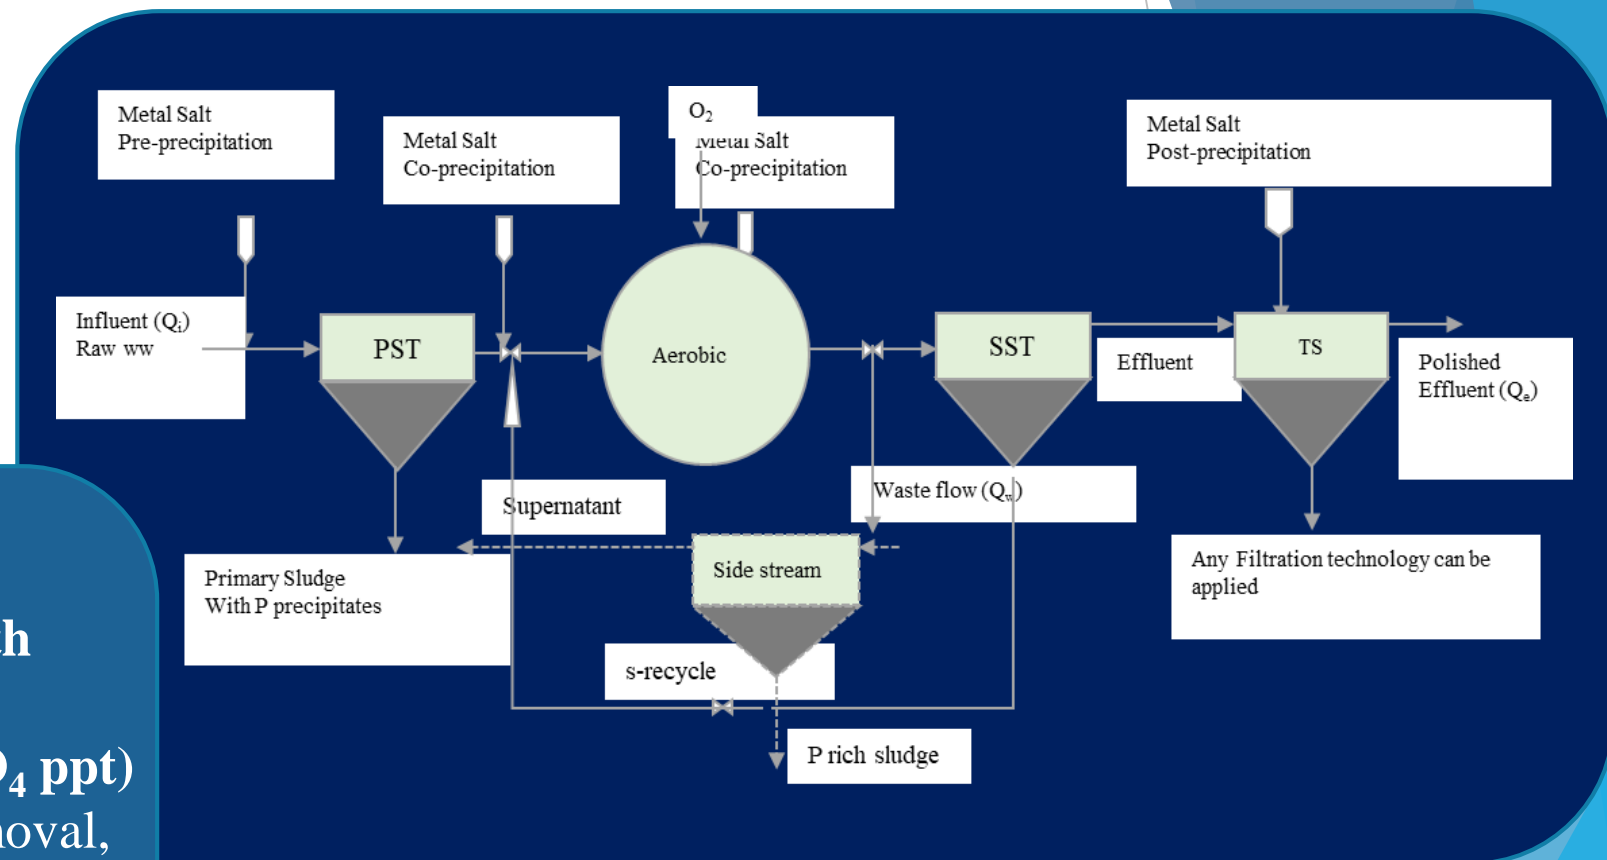 Metal Salt
Pre-precipitation
Metal Salt
Co-precipitation
O₂
Metal Salt
Co-precipitation
Metal Salt
Post-precipitation
Influent (Qᵢ)
Raw ww
PST
Aerobic
SST
Effluent
TS
Polished
Effluent (Qₑ)
Supernatant
Waste flow (Q_w)
Primary Sludge
With P precipitates
Side stream
Any Filtration technology can be
applied
s-recycle
P rich sludge
₄ ppt)